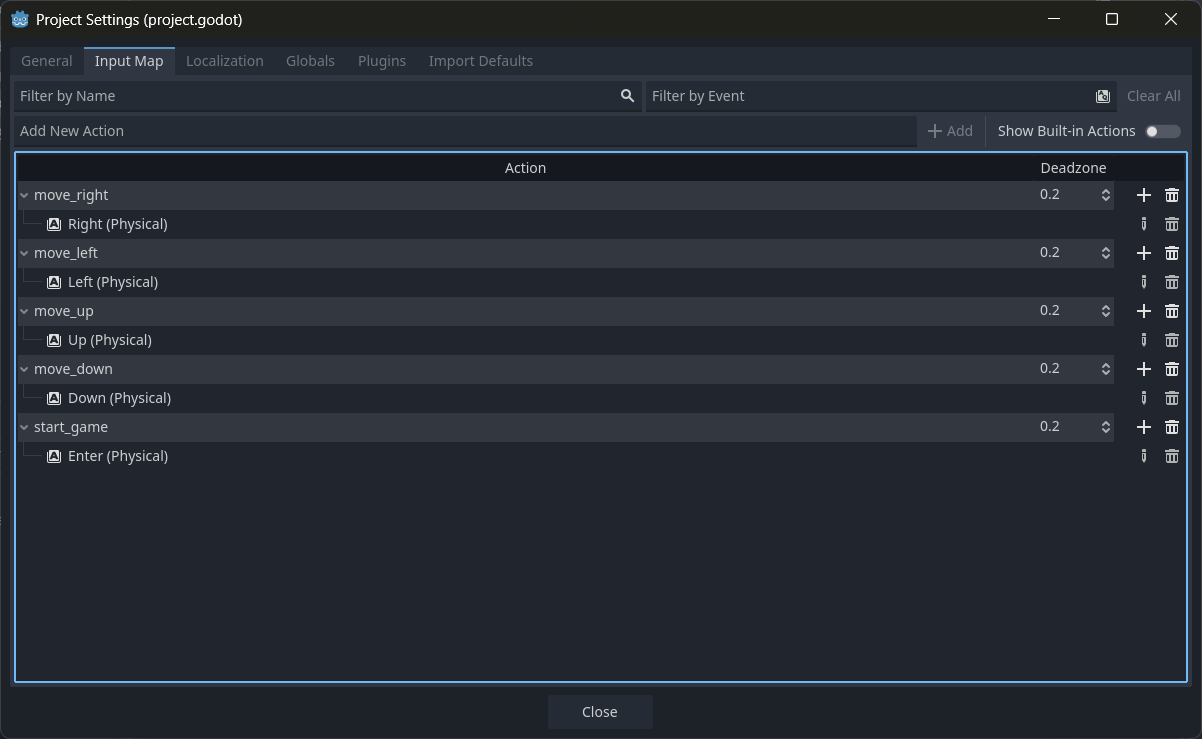 Project Settings (project.godot)
General Input Map Localization Globals Plugins Import Defaults
Filter by Name Filter by Event Clear All
Add New Action Add Show Built-in Actions
Action Deadzone
move_right 0.2
Right (Physical)
move_left 0.2
Left (Physical)
move_up 0.2
Up (Physical)
move_down 0.2
Down (Physical)
start_game 0.2
Enter (Physical)
Close